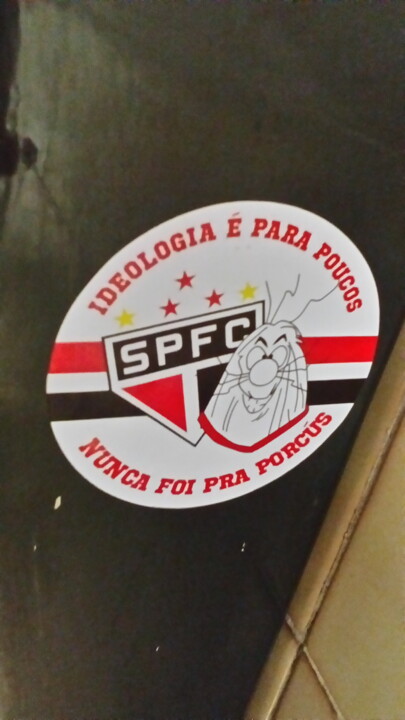 IDEOLOGIA É PARA POUCOS
SPFC
NUNCA FOI PRA PORCÚS